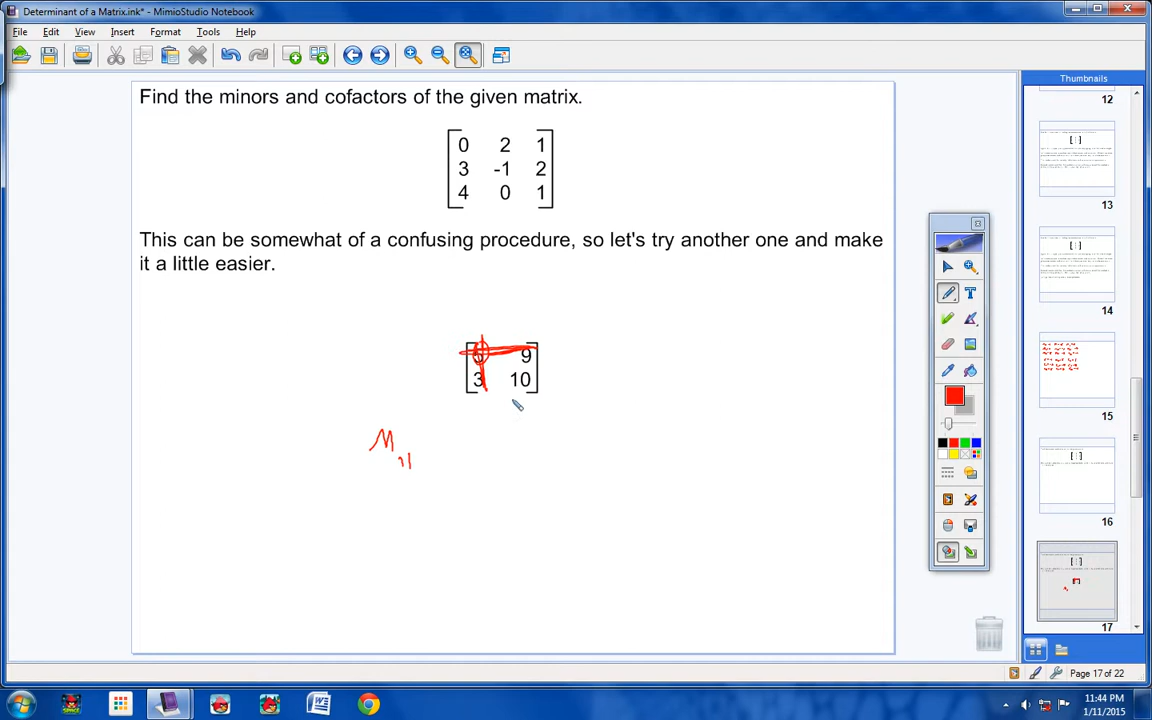 Determinant of a Matrix.ink* - MimioStudio Notebook
File Edit View Insert Format Tools Help
Find the minors and cofactors of the given matrix.
0 2 1
3 -1 2
4 0 1
This can be somewhat of a confusing procedure, so let's try another one and make
it a little easier.
9
3 10
M11
Thumbnails
12
13
14
15
16
17
Page 17 of 22
11:44 PM
1/11/2015